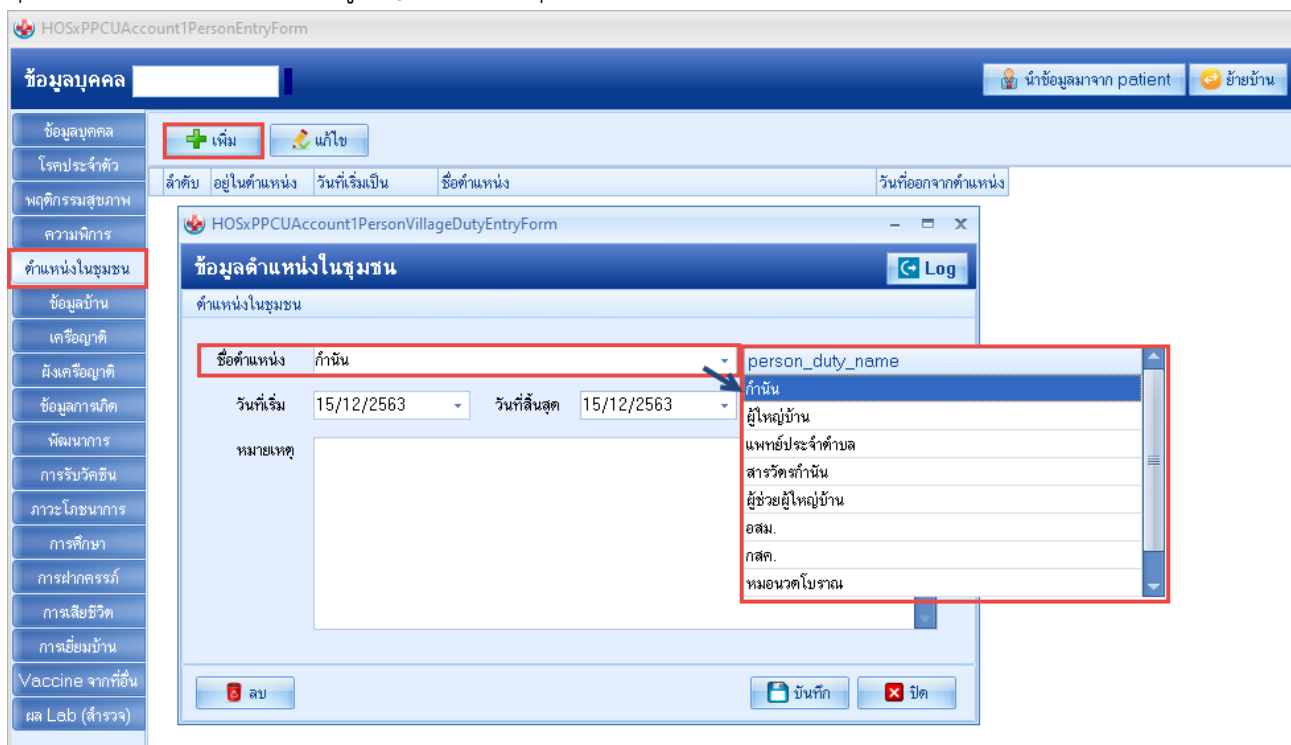 HOSxPPCUAccount1PersonEntryForm
ข้อมูลบุคคล
นำข้อมูลมาจาก patient
ย้ายบ้าน
ข้อมูลบุคคล
โรคประจำตัว
พฤติกรรมสุขภาพ
ความพิการ
ตำแหน่งในชุมชน
ข้อมูลบ้าน
เครือญาติ
ผังเครือญาติ
ข้อมูลการเกิด
พัฒนาการ
การรับวัคซีน
ภาวะโภชนาการ
การศึกษา
การฝากครรภ์
การเสียชีวิต
การเยี่ยมบ้าน
Vaccine จากที่อื่น
ผล Lab (สำรวจ)
เพิ่ม
แก้ไข
ลำดับ อยู่ในตำแหน่ง วันที่เริ่มเป็น ชื่อตำแหน่ง วันที่ออกจากตำแหน่ง
HOSxPPCUAccount1PersonVillageDutyEntryForm
ข้อมูลตำแหน่งในชุมชน
Log
ตำแหน่งในชุมชน
ชื่อตำแหน่ง กำนัน
วันที่เริ่ม 15/12/2563 วันที่สิ้นสุด 15/12/2563
หมายเหตุ
person_duty_name
กำนัน
ผู้ใหญ่บ้าน
แพทย์ประจำตำบล
สารวัตรกำนัน
ผู้ช่วยผู้ใหญ่บ้าน
อสม.
กสค.
หมอนวดโบราณ
ลบ
บันทึก
ปิด